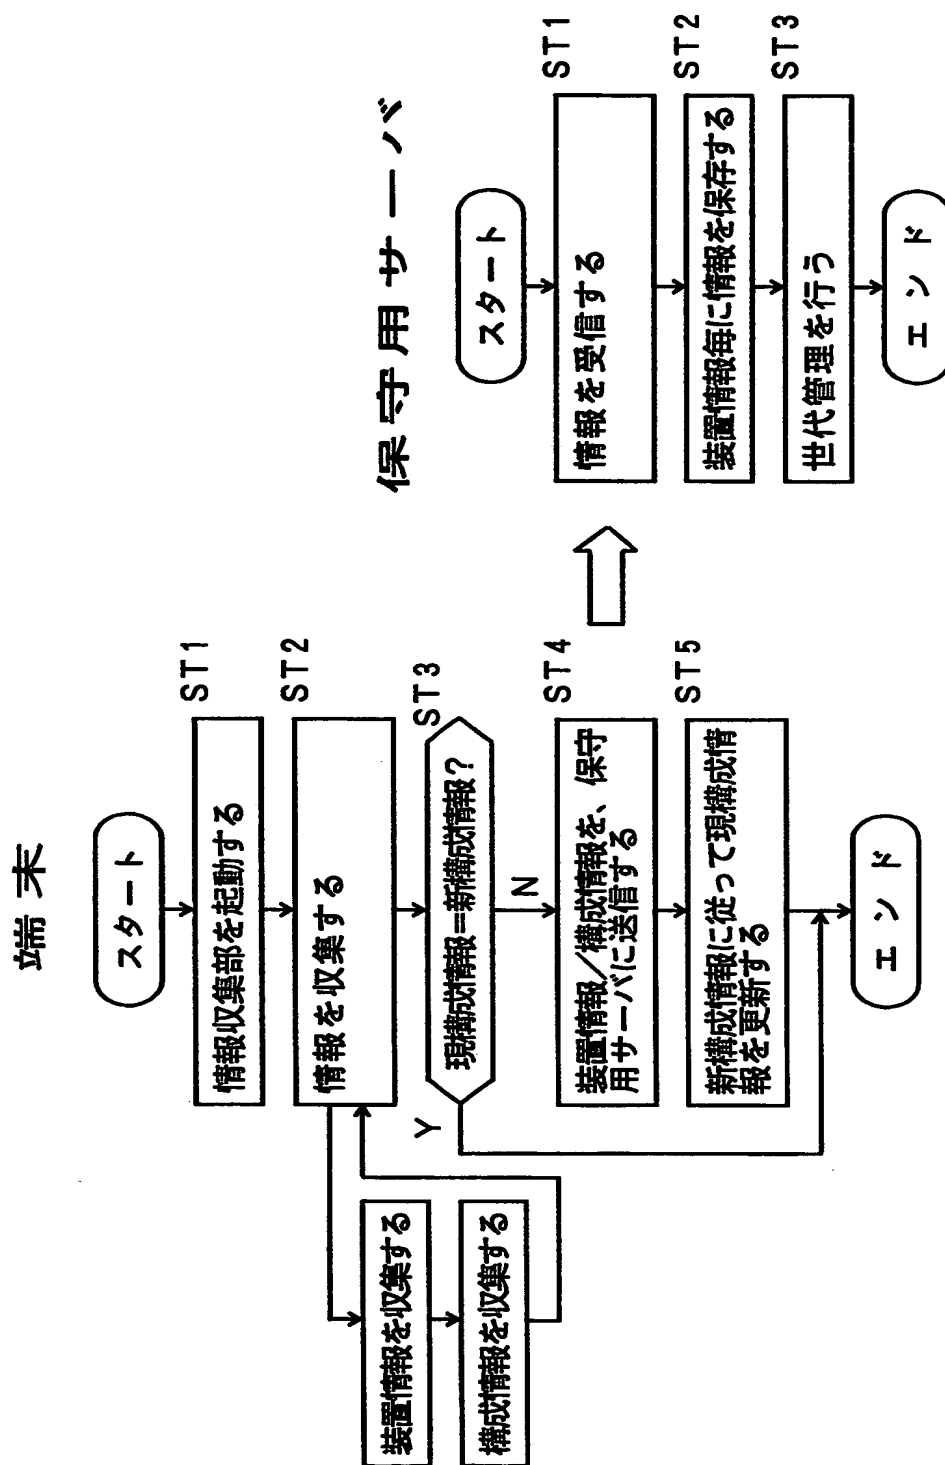 端末
スタート
情報収集部を起動する
ST1
情報を収集する
ST2
装置情報を収集する
構成情報を収集する
現構成情報=新構成情報?
ST3
Y
N
装置情報/構成情報を、保守
用サーバに送信する
ST4
新構成情報に従って現構成情
報を更新する
ST5
エンド
保守用サーバ
スタート
情報を受信する
ST1
装置情報毎に情報を保存する
ST2
世代管理を行う
ST3
エンド